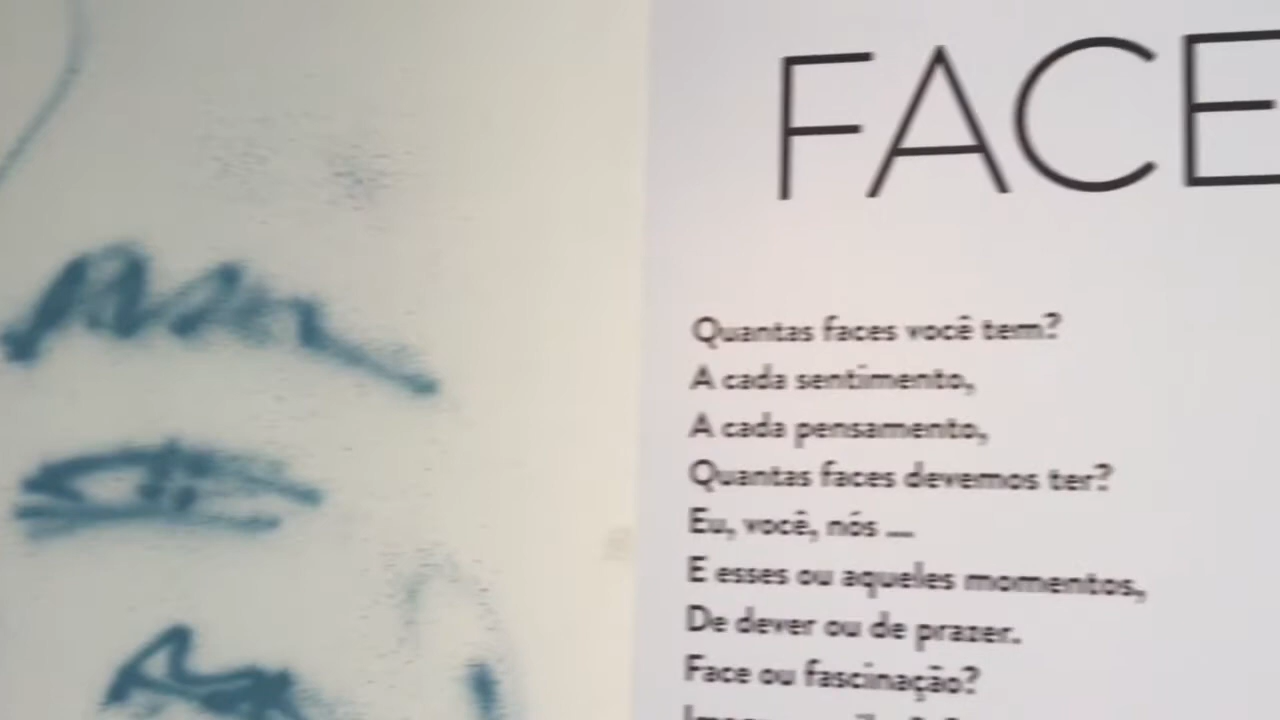 FACE
Quantas faces você tem?
A cada sentimento,
A cada pensamento,
Quantas faces devemos ter?
Eu, você, nós ...
E esses ou aqueles momentos,
De dever ou de prazer.
Face ou fascinação?